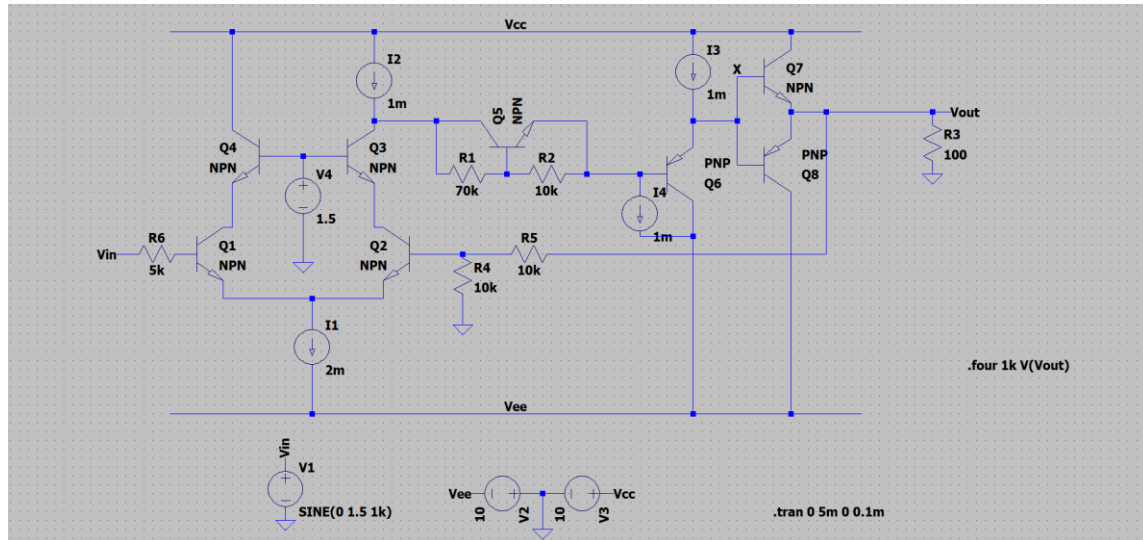 Vcc
I2
1m
I3
1m
X
Q7
NPN
Q5
NPN
Vout
Q4
NPN
Q3
NPN
V4
1.5
R1
70k
R2
10k
PNP
Q6
PNP
Q8
R3
100
I4
1m
Vin
R6
5k
Q1
NPN
Q2
NPN
R4
10k
R5
10k
I1
2m
.four 1k V(Vout)
Vee
Vin
V1
SINE(0 1.5 1k)
Vee
10
V2
10
V3
Vcc
.tran 0 5m 0 0.1m